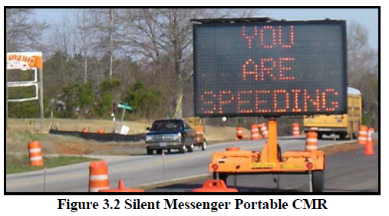 YOU
ARE
SPEEDING
Figure 3.2 Silent Messenger Portable CMR